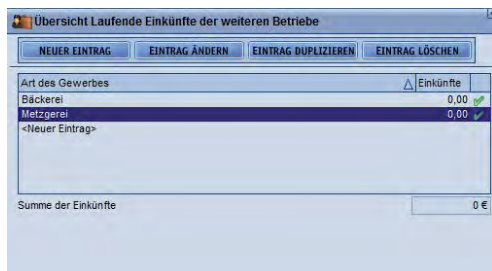 Übersicht Laufende Einkünfte der weiteren Betriebe
NEUER EINTRAG EINTRAG ÄNDERN EINTRAG DUPLIZIEREN EINTRAG LÖSCHEN
Art des Gewerbes Einkünfte
Bäckerei 0,00
Metzgerei 0,00
<Neuer Eintrag>
Summe der Einkünfte 0 €